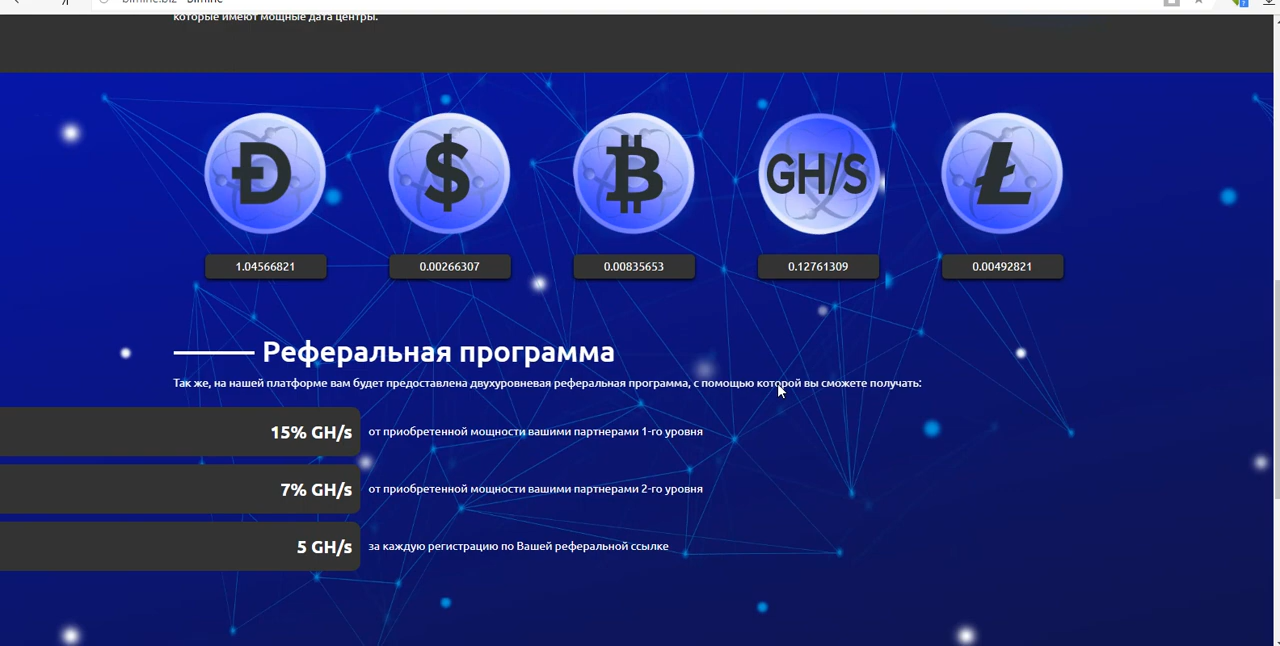 которые имеют мощные дата центры.
Ð $ ₿ GH/S Ł
1.04566821 0.00266307 0.00835653 0.12761309 0.00492821
Реферальная программа
Так же, на нашей платформе вам будет предоставлена двухуровневая реферальная программа, с помощью которой вы сможете получать:
15% GH/s от приобретенной мощности вашими партнерами 1-го уровня
7% GH/s от приобретенной мощности вашими партнерами 2-го уровня
5 GH/s за каждую регистрацию по Вашей реферальной ссылке